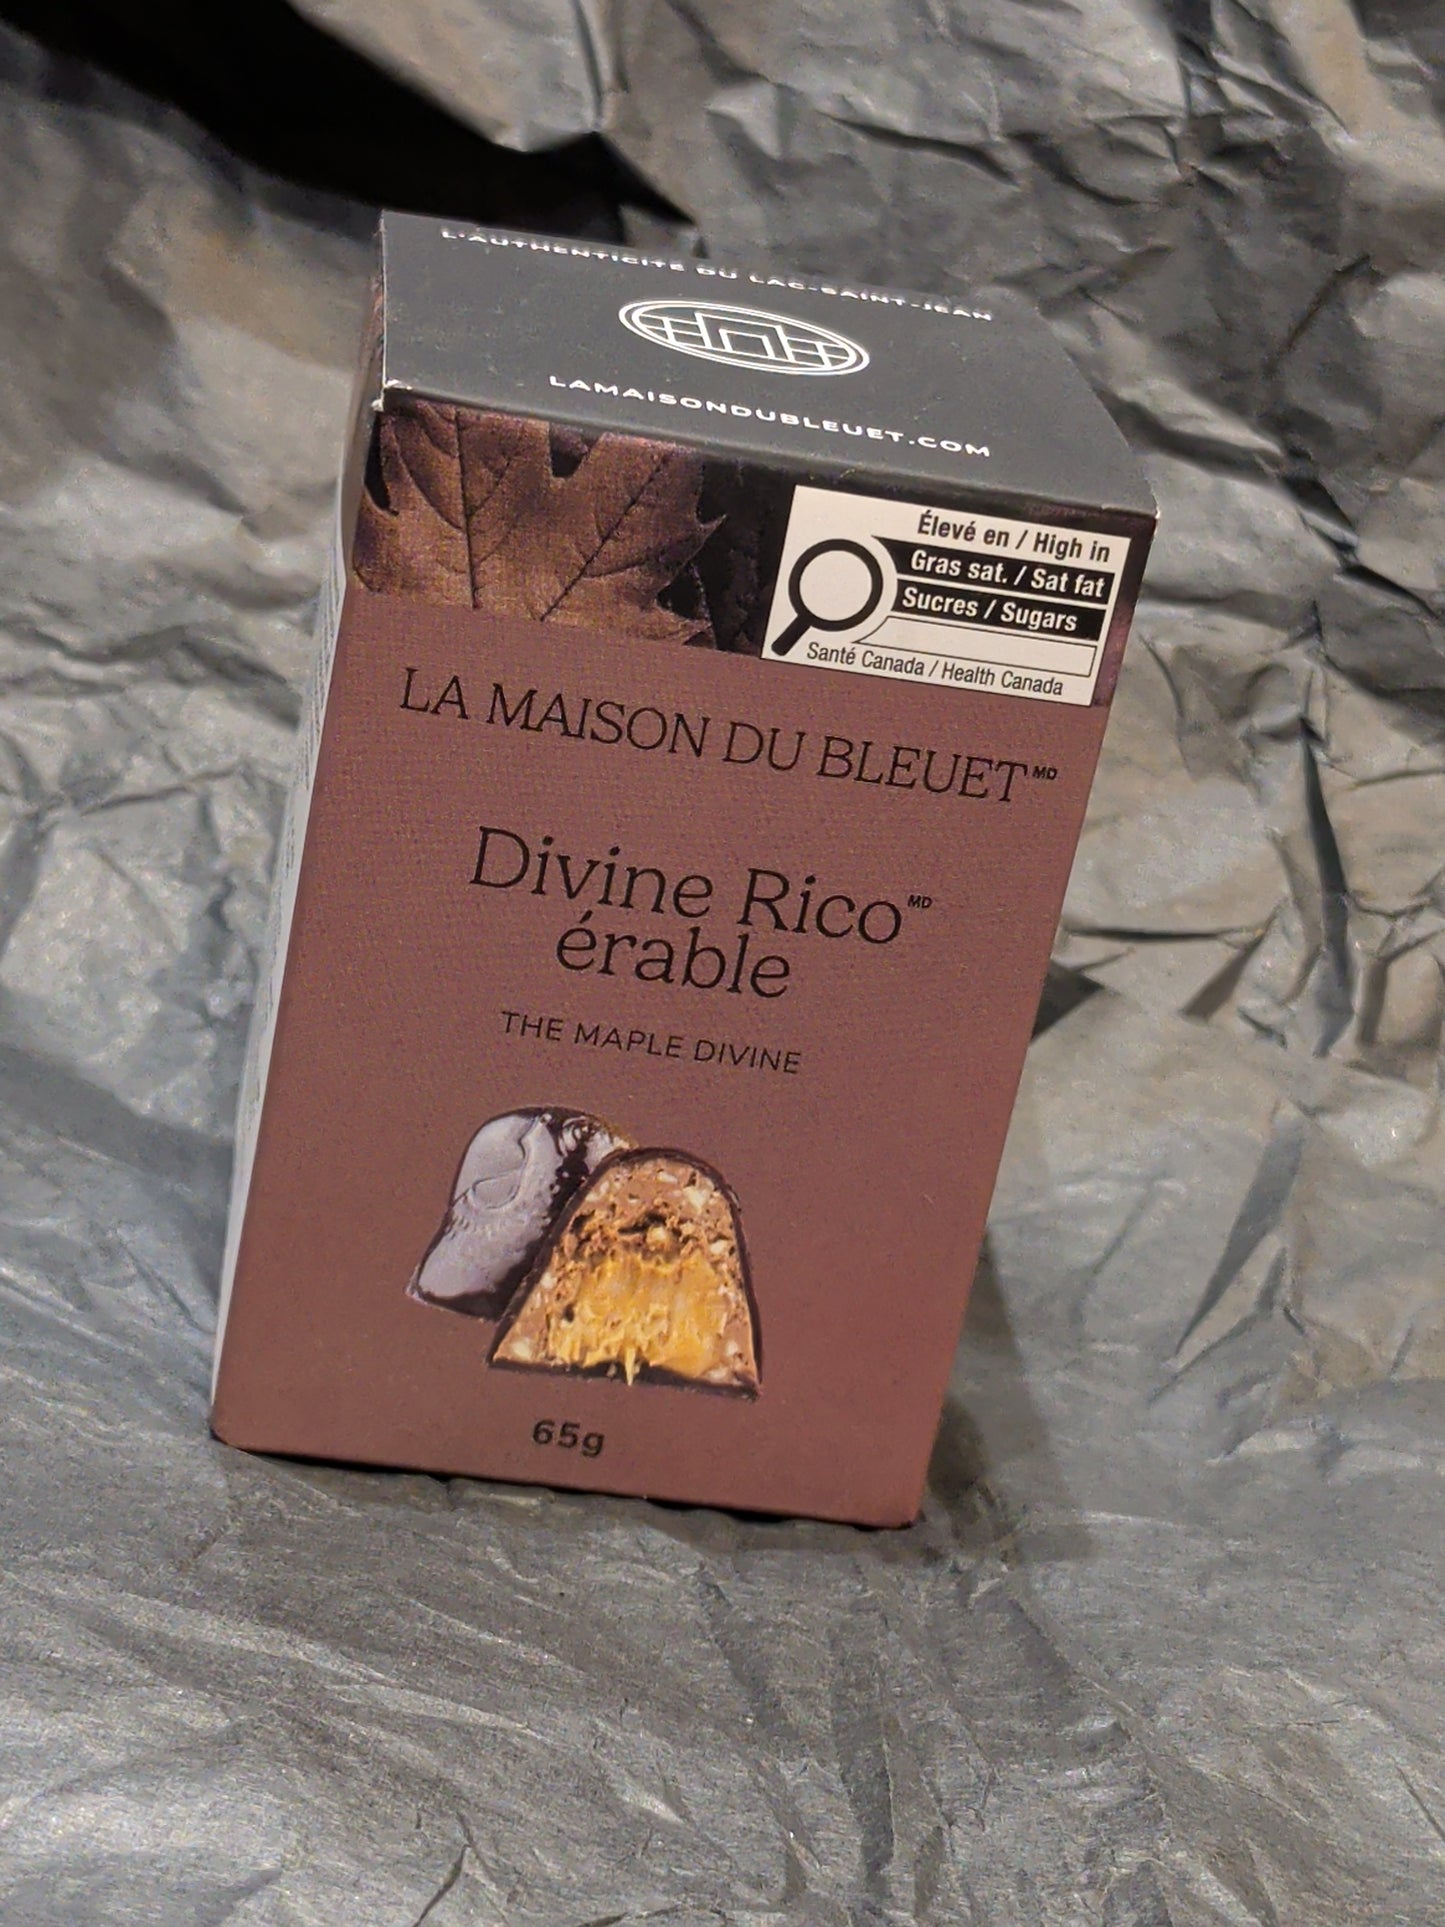 L'AUTHENTICITÉ DU LAC-SAINT-JEAN
LAMAISONDUBLEUET.COM
Élevé en / High in
Gras sat. / Sat fat
Sucres / Sugars
Santé Canada / Health Canada
LA MAISON DU BLEUET MD
Divine Rico MD
érable
THE MAPLE DIVINE
65g